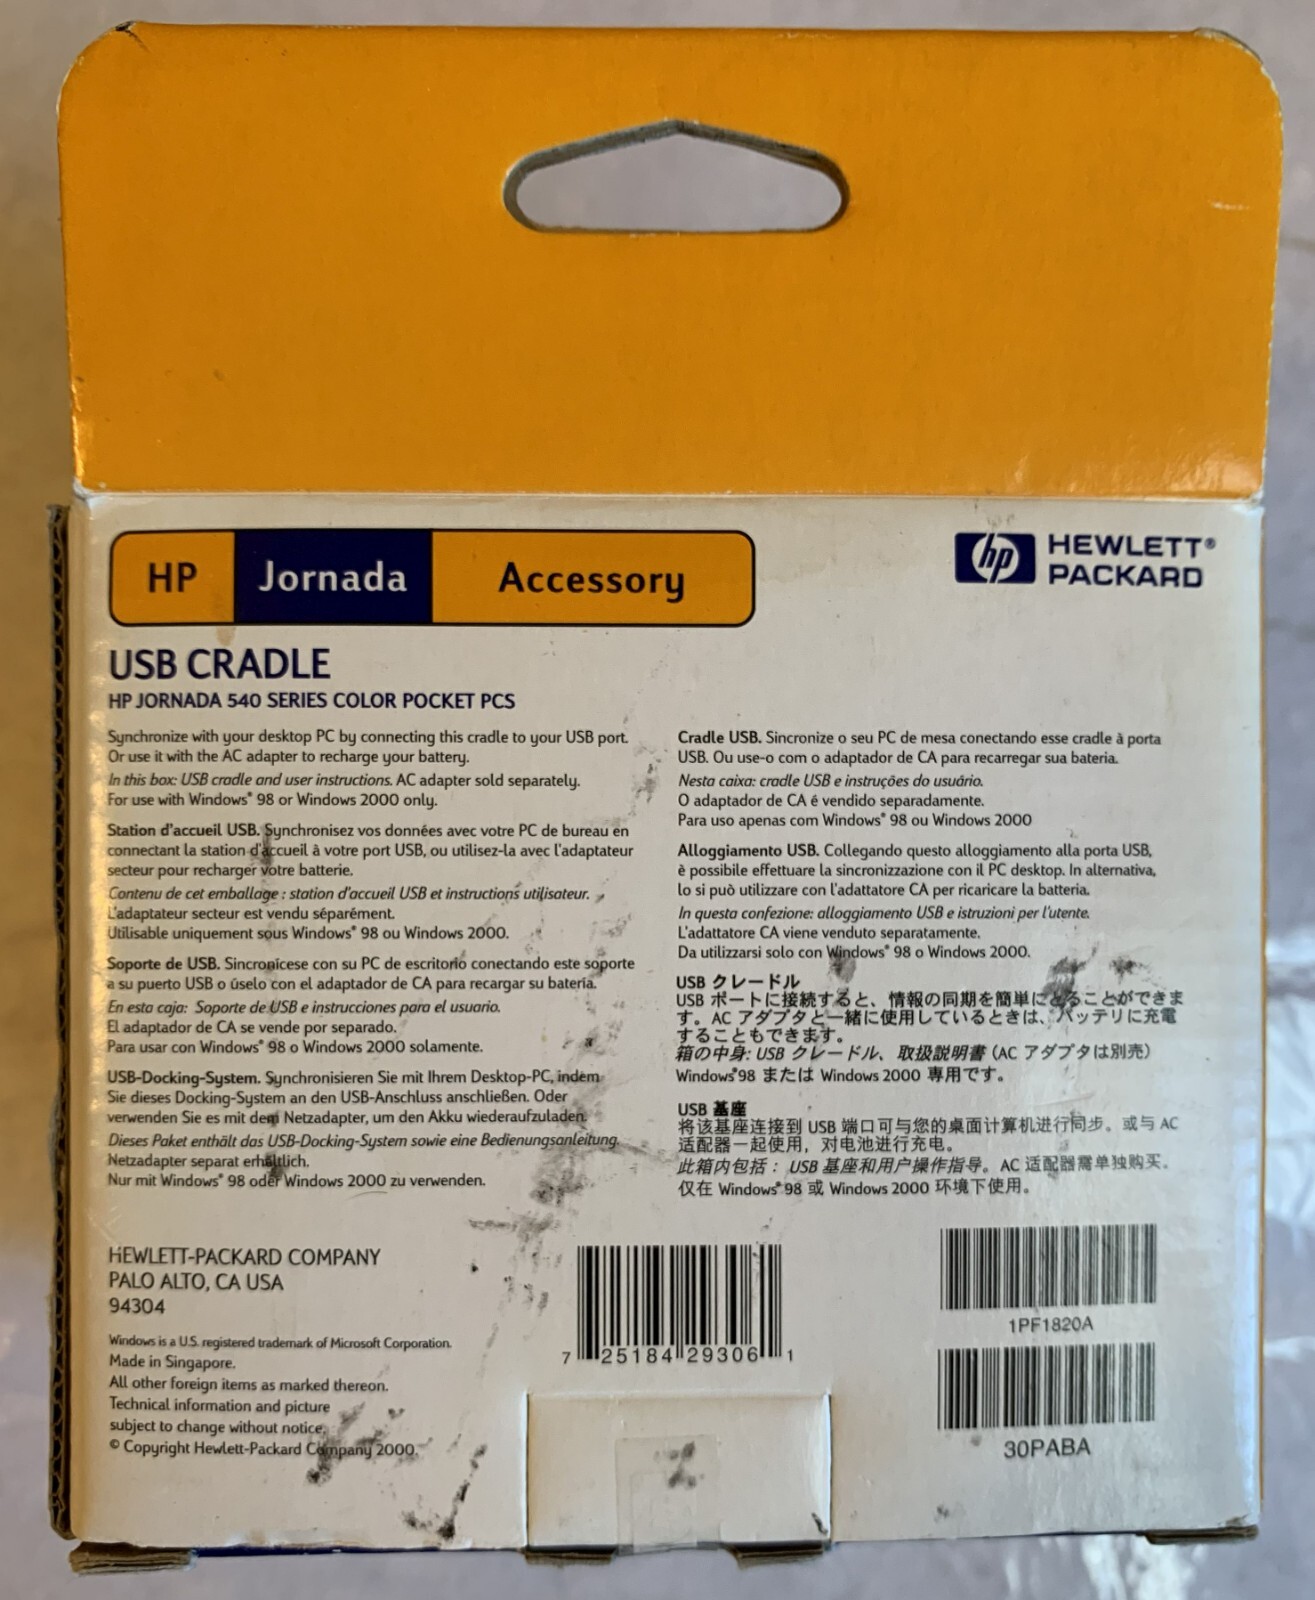 HP Jornada Accessory
hp HEWLETT®
PACKARD
USB CRADLE
HP JORNADA 540 SERIES COLOR POCKET PCS
Synchronize with your desktop PC by connecting this cradle to your USB port.
Or use it with the AC adapter to recharge your battery.
In this box: USB cradle and user instructions. AC adapter sold separately.
For use with Windows® 98 or Windows 2000 only.
Station d'accueil USB. Synchronisez vos données avec votre PC de bureau en
connectant la station d'accueil à votre port USB, ou utilisez-la avec l'adaptateur
secteur pour recharger votre batterie.
Contenu de cet emballage : station d'accueil USB et instructions utilisateur.
L'adaptateur secteur est vendu séparément.
Utilisable uniquement sous Windows® 98 ou Windows 2000.
Soporte de USB. Sincronícese con su PC de escritorio conectando este soporte
a su puerto USB o úselo con el adaptador de CA para recargar su batería.
En esta caja: Soporte de USB e instrucciones para el usuario.
El adaptador de CA se vende por separado.
Para usar con Windows® 98 o Windows 2000 solamente.
USB-Docking-System. Synchronisieren Sie mit Ihrem Desktop-PC, indem
Sie dieses Docking-System an den USB-Anschluss anschließen. Oder
verwenden Sie es mit dem Netzadapter, um den Akku wiederaufzuladen.
Dieses Paket enthält das USB-Docking-System sowie eine Bedienungsanleitung.
Netzadapter separat erhältlich.
Nur mit Windows® 98 oder Windows 2000 zu verwenden.
Cradle USB. Sincronize o seu PC de mesa conectando esse cradle à porta
USB. Ou use-o com o adaptador de CA para recarregar sua bateria.
Nesta caixa: cradle USB e instruções do usuário.
O adaptador de CA é vendido separadamente.
Para uso apenas com Windows® 98 ou Windows 2000
Alloggiamento USB. Collegando questo alloggiamento alla porta USB,
è possibile effettuare la sincronizzazione con il PC desktop. In alternativa,
lo si può utilizzare con l'adattatore CA per ricaricare la batteria.
In questa confezione: alloggiamento USB e istruzioni per l'utente.
L'adattatore CA viene venduto separatamente.
Da utilizzarsi solo con Windows® 98 o Windows 2000.
USB クレードル
USB ポートに接続すると、情報の同期を簡単にとることができま
す。AC アダプタと一緒に使用しているときは、バッテリに充電
することもできます。
箱の中身: USB クレードル、取扱説明書 (AC アダプタは別売)
Windows®98 または Windows 2000 専用です。
USB 基座
将该基座连接到 USB 端口可与您的桌面计算机进行同步。或与 AC
适配器一起使用，对电池进行充电。
此箱内包括： USB 基座和用户操作指导。AC 适配器需单独购买。
仅在 Windows® 98 或 Windows 2000 环境下使用。
HEWLETT-PACKARD COMPANY
PALO ALTO, CA USA
94304
Windows is a U.S. registered trademark of Microsoft Corporation.
Made in Singapore.
All other foreign items as marked thereon.
Technical information and picture
subject to change without notice.
© Copyright Hewlett-Packard Company 2000.
7 25184 29306 1
1PF1820A
30PABA